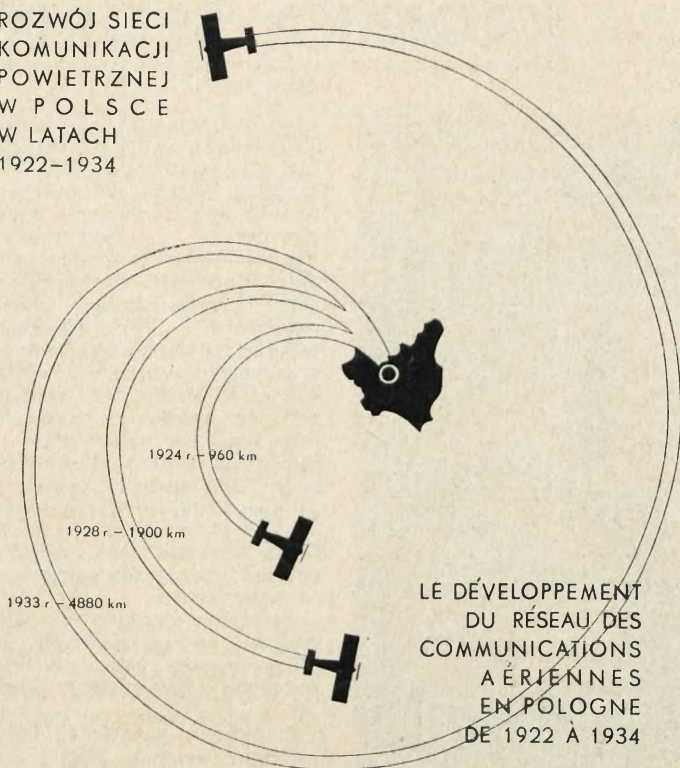 ROZWÓJ SIECI
KOMUNIKACJI
POWIETRZNEJ
W POLSCE
W LATACH
1922–1934
1924 r. – 960 km
1928 r. – 1900 km
1933 r. – 4880 km
LE DÉVELOPPEMENT
DU RÉSEAU DES
COMMUNICATIONS
AÉRIENNES
EN POLOGNE
DE 1922 À 1934